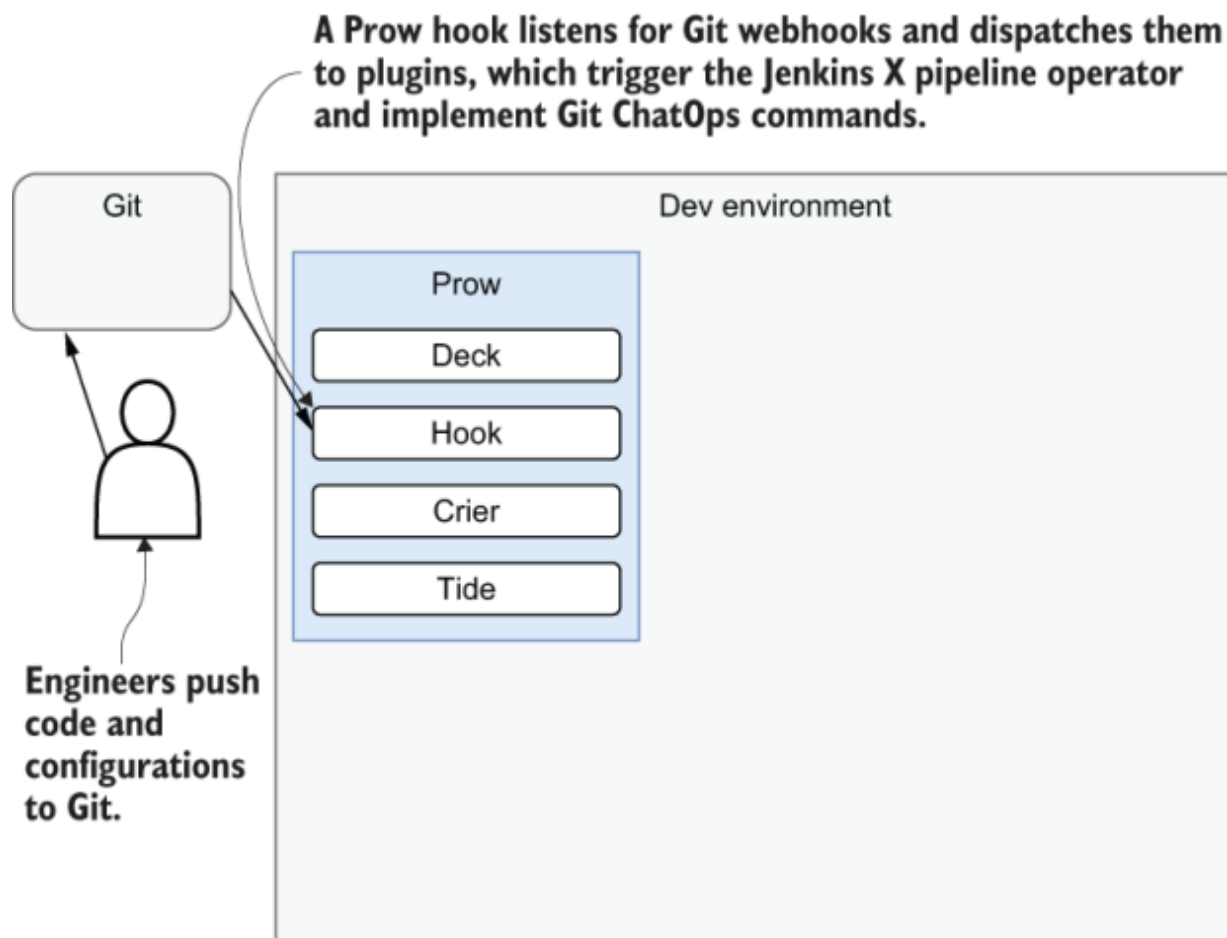 A Prow hook listens for Git webhooks and dispatches them
to plugins, which trigger the Jenkins X pipeline operator
and implement Git ChatOps commands.
Git
Dev environment
Prow
Deck
Hook
Crier
Tide
Engineers push
code and
configurations
to Git.